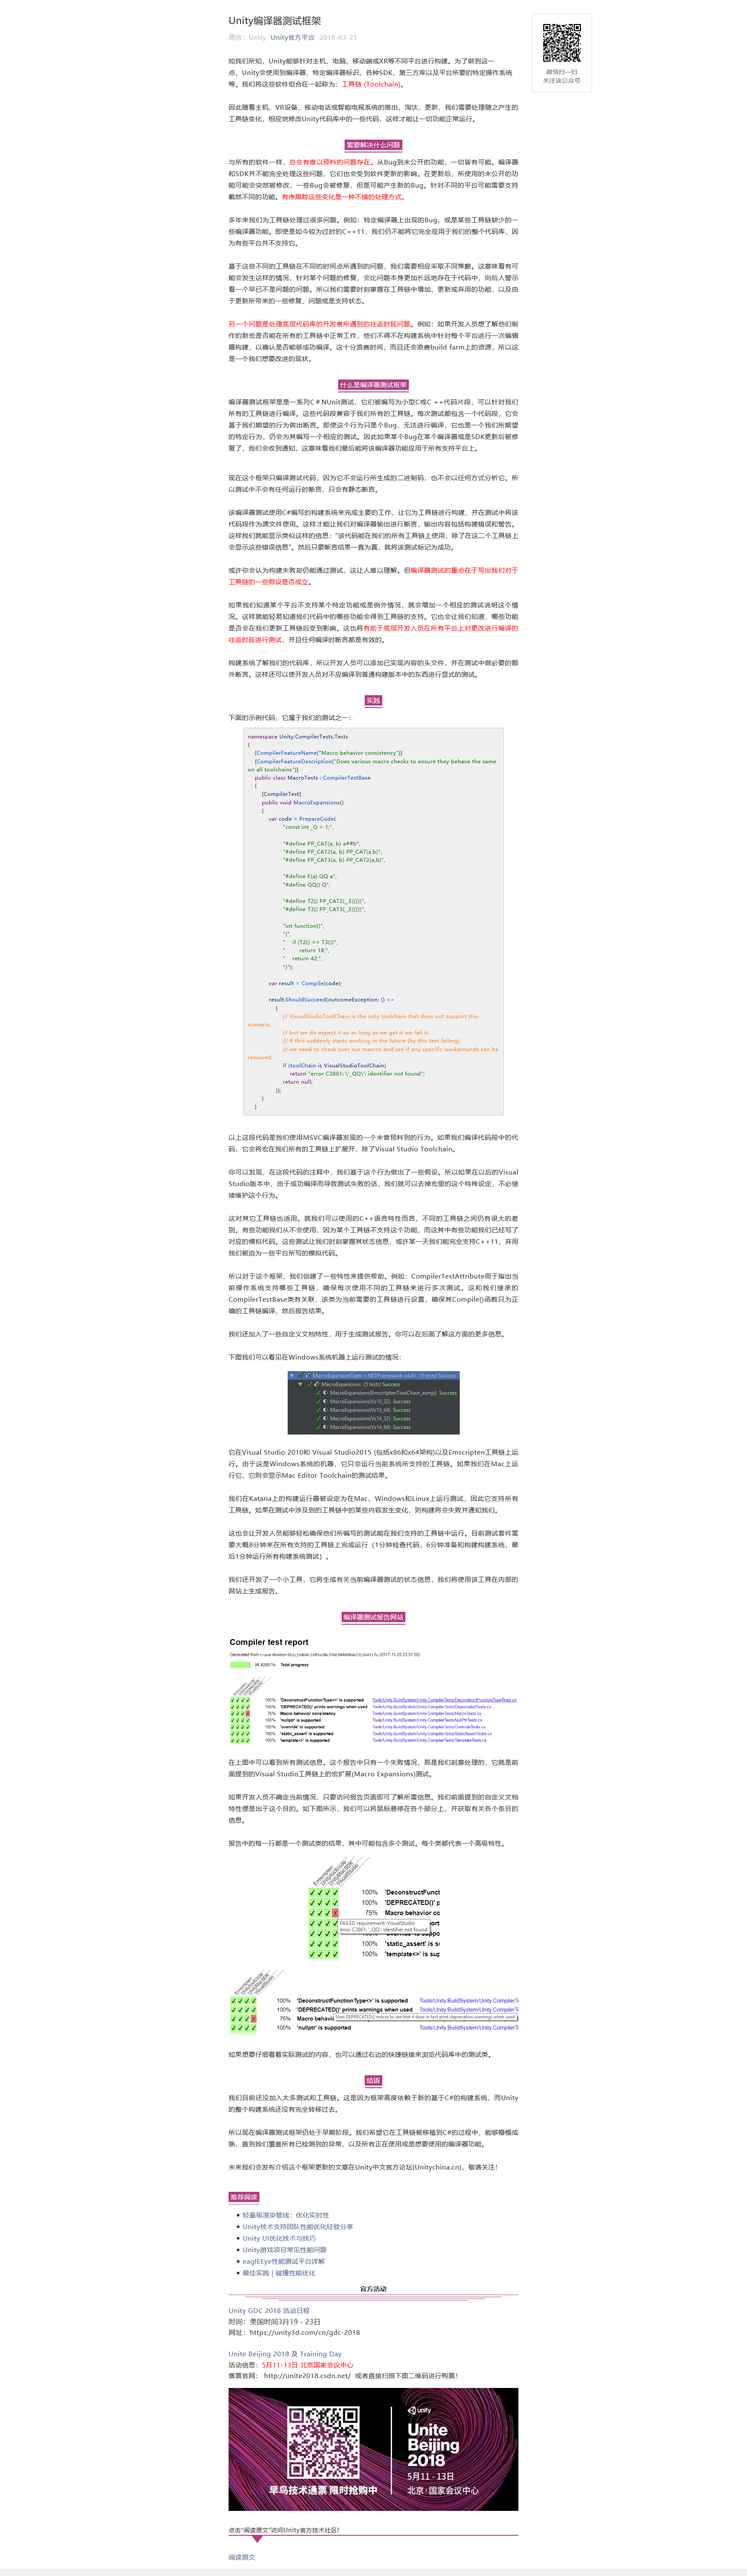 Unity编译器测试框架
原创：Unity Unity官方平台 2018-03-21
微信扫一扫
关注该公众号
如我们所知，Unity能够针对主机、电脑、移动端或XR等不同平台进行构建。为了做到这一
点，Unity会使用到编译器、特定编译器标识、各种SDK、第三方库以及平台所要的特定操作系统
等。我们将这些软件组合在一起称为：工具链 (Toolchain)。
因此随着主机、VR设备、移动电话或智能电视系统的推出，淘汰，更新，我们需要处理随之产生的
工具链变化，相应地修改Unity代码库中的一些代码，这样才能让一切功能正常运行。
需要解决什么问题
与所有的软件一样，总会有难以预料的问题存在。从Bug到未公开的功能，一切皆有可能。编译器
和SDK并不能完全处理这些问题，它们也会受到软件更新的影响。在更新后，所使用的未公开的功
能可能会突然被修改，一些Bug会被修复，但是可能产生新的Bug。针对不同的平台可能需要支持
截然不同的功能。有序跟踪这些变化是一种不错的处理方式。
多年来我们为工具链处理过很多问题。例如：特定编译器上出现的Bug，或是某些工具链缺少的一
些编译器功能。即使是如今较为过时的C++11，我们仍不能将它完全应用于我们的整个代码库，因
为有些平台并不支持它。
基于这些不同的工具链在不同的时间点所遇到的问题，我们需要相应采取不同策略。这意味着有可
能会发生这样的情况，针对某个问题的修复，会比问题本身更加长远地存在于代码中，向后人警示
着一个早已不是问题的问题。所以我们需要时刻掌握在工具链中增加、更新或弃用的功能，以及由
于更新所带来的一些修复，问题或是支持状态。
另一个问题是处理底层代码库的开发者所遇到的往返时延问题。例如：如果开发人员想了解他们制
作的新宏是否能在所有的工具链中正常工作，他们不得不在构建系统中针对每个平台进行一次编辑
器构建，以确认是否能够成功编译。这十分浪费时间，而且还会浪费build farm上的资源，所以这
是一个我们想要改进的现状。
什么是编译器测试框架
编译器测试框架是是一系列C＃NUnit测试，它们被编写为小型C或C ++代码片段，可以针对我们
所有的工具链进行编译。这些代码段兼容于我们所有的工具链。每次测试都包含一个代码段，它会
基于我们期望的行为做出断言。即使这个行为只是个Bug，无法进行编译，它也是一个我们所期望
的特定行为，仍会为其编写一个相应的测试。因此如果某个Bug在某个编译器或是SDK更新后被修
复了，我们会收到通知，这意味着我们最后能将该编译器功能应用于所有支持平台上。
现在这个框架只编译测试代码，因为它不会运行所生成的二进制码，也不会以任何方式分析它。所
以测试中不会有任何运行时断言，只会有静态断言。
该编译器测试使用C#编写的构建系统来完成主要的工作，让它为工具链进行构建，并在测试中将该
代码段作为源文件使用。这样才能让我们对编译器输出进行断言，输出内容包括构建错误和警告。
这样我们就能显示类似这样的信息：“该代码能在我们的所有工具链上使用，除了在这二个工具链上
会显示这些错误信息”。然后只要断言结果一直为真，就将该测试标记为成功。
或许你会认为构建失败却仍能通过测试，这让人难以理解。但编译器测试的重点在于写出我们对于
工具链的一些假设是否成立。
如果我们知道某个平台不支持某个特定功能或是例外情况，就会增加一个相应的测试说明这个情
况。这样就能轻易知道我们代码中的哪些功能会得到工具链的支持。它也会让我们知道，哪些功能
是否会在我们更新工具链后受到影响。这也将有助于底层开发人员在所有平台上对更改进行编译的
往返时延进行测试，并且任何编译时断言都是有效的。
构建系统了解我们的代码库，所以开发人员可以添加已实现内容的头文件，并在测试中做必要的额
外断言。这样还可以使开发人员对不应编译到普通构建版本中的东西进行显式的测试。
实践
下面的示例代码，它属于我们的测试之一：
namespace Unity.CompilerTests.Tests
{
[CompilerFeatureName("Macro behavior consistency")]
[CompilerFeatureDescription("Does various macro checks to ensure they behave the same
on all toolchains")]
public class MacroTests : CompilerTestBase
{
[CompilerTest]
public void MacroExpansions()
{
var code = PrepareCode(
"const int _Q = 1;",
"#define PP_CAT(a, b) a##b",
"#define PP_CAT2(a, b) PP_CAT(a,b)",
"#define PP_CAT3(a, b) PP_CAT2(a,b)",
"#define E(a) QQ a",
"#define QQ() Q",
"#define T2() PP_CAT2(_,E(()))",
"#define T3() PP_CAT3(_,E(()))",
"int function()",
"{",
" if (T2() == T3())",
" return 18;",
" return 42;",
"}");
var result = Compile(code);
result.ShouldSucceed(outcomeException: () =>
{
// VisualStudioToolChain is the only toolchain that does not support this
scenario,
// but we do expect it so as long as we get it we fail it.
// If this suddenly starts working in the future (by this test failing)
// we need to check over our macros and see if any specific workarounds can be
removed.
if (toolChain is VisualStudioToolChain)
return "error C3861: \'_QQ\': identifier not found";
return null;
});
}
}
以上这段代码是我们使用MSVC编译器发现的一个未曾预料到的行为。如果我们编译代码段中的代
码，它会将宏在我们所有的工具链上扩展开，除了Visual Studio Toolchain。
你可以发现，在这段代码的注释中，我们基于这个行为做出了一些假设。所以如果在以后的Visual
Studio版本中，由于成功编译而导致测试失败的话，我们就可以去掉宏里的这个特殊设定，不必继
续维护这个行为。
这对其它工具链也适用。就我们可以使用的C++语言特性而言，不同的工具链之间仍有很大的差
别。有些功能我们从不会使用，因为某个工具链不支持这个功能，而这其中有些功能我们已经写了
对应的模拟代码。这些测试让我们时刻掌握其状态信息，或许某一天我们能完全支持C++11，弃用
我们被迫为一些平台所写的模拟代码。
所以对于这个框架，我们创建了一些特性来提供帮助。例如：CompilerTestAttribute用于指出当
前操作系统支持哪些工具链，确保每次使用不同的工具链来进行多次测试。这和我们继承的
CompilerTestBase类有关联，该类为当前需要的工具链进行设置，确保其Compile()函数只为正
确的工具链编译，然后报告结果。
我们还加入了一些自定义文档特性，用于生成测试报告。你可以在后面了解这方面的更多信息。
下图我们可以看见在Windows系统机器上运行测试的情况：
MacroExpansionTests <.NETFramework-v4.6> (5 tests) Success
MacroExpansions (5 tests) Success
MacroExpansions(EmscriptenToolChain_asmjs) Success
MacroExpansions(Vs10_32) Success
MacroExpansions(Vs10_64) Success
MacroExpansions(Vs14_32) Success
MacroExpansions(Vs14_64) Success
它在Visual Studio 2010和 Visual Studio2015 (包括x86和x64架构)以及Emscripten工具链上运
行。由于这是Windows系统的机器，它只会运行当前系统所支持的工具链。如果我们在Mac上运
行它，它则会显示Mac Editor Toolchain的测试结果。
我们在Katana上的构建运行器被设定为在Mac，Windows和Linux上运行测试，因此它支持所有
工具链。如果在测试中涉及到的工具链中的某些内容发生变化，则构建将会失败并通知我们。
这也会让开发人员能够轻松确保他们所编写的测试能在我们支持的工具链中运行。目前测试套件需
要大概8分钟来在所有支持的工具链上完成运行（1分钟检查代码，6分钟准备和构建构建系统，最
后1分钟运行所有构建系统测试）。
我们还开发了一个小工具，它将生成有关当前编译器测试的状态信息，我们将使用该工具在内部的
网站上生成报告。
编译器测试报告网站
Compiler test report
Total progress
Emscripten
VisualStudio
100% 'DeconstructFunctionType<>' is supported Tools/Unity.BuildSystem/Unity.CompilerTests/DeconstructFunctionTypeTests.cs
100% 'DEPRECATED()' prints warnings when used
75% Macro behavior consistency Tools/Unity.BuildSystem/Unity.CompilerTests/MacroTests.cs
100% 'nullptr' is supported Tools/Unity.BuildSystem/Unity.CompilerTests/NullPtrTests.cs
100% 'override' is supported Tools/Unity.BuildSystem/Unity.CompilerTests/OverrideTests.cs
100% 'static_assert' is supported Tools/Unity.BuildSystem/Unity.CompilerTests/StaticAssertTests.cs
100% 'template<>' is supported Tools/Unity.BuildSystem/Unity.CompilerTests/TemplateTests.cs
在上图中可以看到所有测试信息。这个报告中只有一个失败情况，那是我们刻意处理的，它就是前
面提到的Visual Studio工具链上的宏扩展(Macro Expansions)测试。
如果开发人员不确定当前情况，只要访问报告页面即可了解所需信息。我们前面提到的自定义文档
特性便是出于这个目的。如下图所示，我们可以将鼠标悬停在各个部分上，并获取有关各个条目的
信息。
报告中的每一行都是一个测试类的结果，其中可能包含多个测试。每个类都代表一个高级特性。
Emscripten
VisualStudio
100% 'DeconstructFunct
100% 'DEPRECATED()' p
75% Macro behavior co
FAILED requirement: VisualStudio
error C3861: '_QQ': identifier not found
100% 'static_assert' is s
100% 'template<>' is sup
Emscripten
VisualStudio
100% 'DeconstructFunctionType<>' is supported Tools/Unity.BuildSystem/Unity.CompilerT
100% 'DEPRECATED()' prints warnings when used Tools/Unity.BuildSystem/Unity.CompilerT
75% Macro behavi
Uses DEPRECATED() macro to see that it does in fact print deprecation warnings when used
100% 'nullptr' is supported Tools/Unity.BuildSystem/Unity.CompilerT
如果想要仔细看看实际测试的内容，也可以通过右边的快捷链接来浏览代码库中的测试类。
结语
我们目前还没加入太多测试和工具链。这是因为框架高度依赖于新的基于C#的构建系统，而Unity
的整个构建系统还没有完全转移过去。
所以现在编译器测试框架仍处于早期阶段。我们希望它在工具链被移植到C#的过程中，能够慢慢成
熟，直到我们覆盖所有已检测到的异常，以及所有正在使用或是想要使用的编译器功能。
未来我们会发布介绍这个框架更新的文章在Unity中文官方论坛(Unitychina.cn)，敬请关注！
推荐阅读
轻量级渲染管线：优化实时性
Unity技术支持团队性能优化经验分享
Unity UI优化技术与技巧
Unity游戏项目常见性能问题
eaglEEye性能测试平台详解
最佳实践 | 碰撞性能优化
官方活动
Unity GDC 2018 活动日程
时间：美国时间3月19 - 23日
网址：https://unity3d.com/cn/gdc-2018
Unite Beijing 2018 及 Training Day
活动信息：5月11-13日 北京国家会议中心
售票官网： http://unite2018.csdn.net/ 或者直接扫描下面二维码进行购票！
unity
Unite
Beijing
2018
5月11 - 13日
早鸟技术通票 限时抢购中
北京 · 国家会议中心
点击“阅读原文”访问Unity官方技术社区！
阅读原文